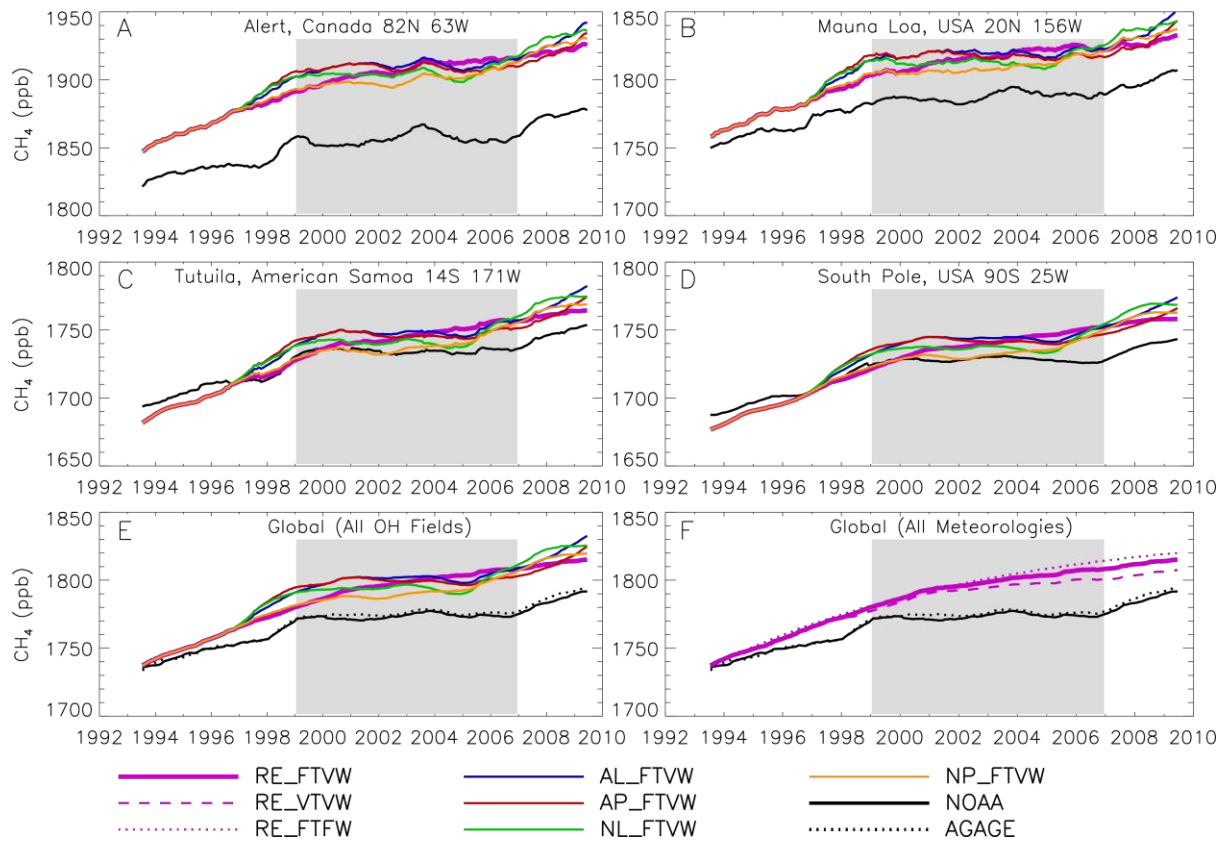 A Alert, Canada 82N 63W
1950
1900
1850
1800
CH₄ (ppb)
1992 1994 1996 1998 2000 2002 2004 2006 2008 2010
B Mauna Loa, USA 20N 156W
1850
1800
1750
1700
1992 1994 1996 1998 2000 2002 2004 2006 2008 2010
C Tutuila, American Samoa 14S 171W
1800
1750
1700
1650
CH₄ (ppb)
1992 1994 1996 1998 2000 2002 2004 2006 2008 2010
D South Pole, USA 90S 25W
1800
1750
1700
1650
1992 1994 1996 1998 2000 2002 2004 2006 2008 2010
E Global (All OH Fields)
1850
1800
1750
1700
CH₄ (ppb)
1992 1994 1996 1998 2000 2002 2004 2006 2008 2010
F Global (All Meteorologies)
1850
1800
1750
1700
1992 1994 1996 1998 2000 2002 2004 2006 2008 2010
RE_FTVW
RE_VTVW
RE_FTFW
AL_FTVW
AP_FTVW
NL_FTVW
NP_FTVW
NOAA
AGAGE